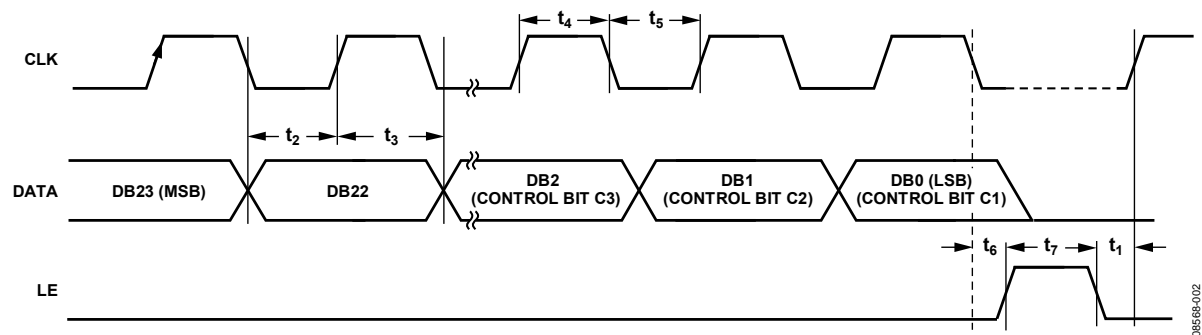 t4
t5
CLK
t2
t3
DATA
DB23 (MSB)
DB22
DB2
(CONTROL BIT C3)
DB1
(CONTROL BIT C2)
DB0 (LSB)
(CONTROL BIT C1)
t6
t7
t1
LE
08568-002